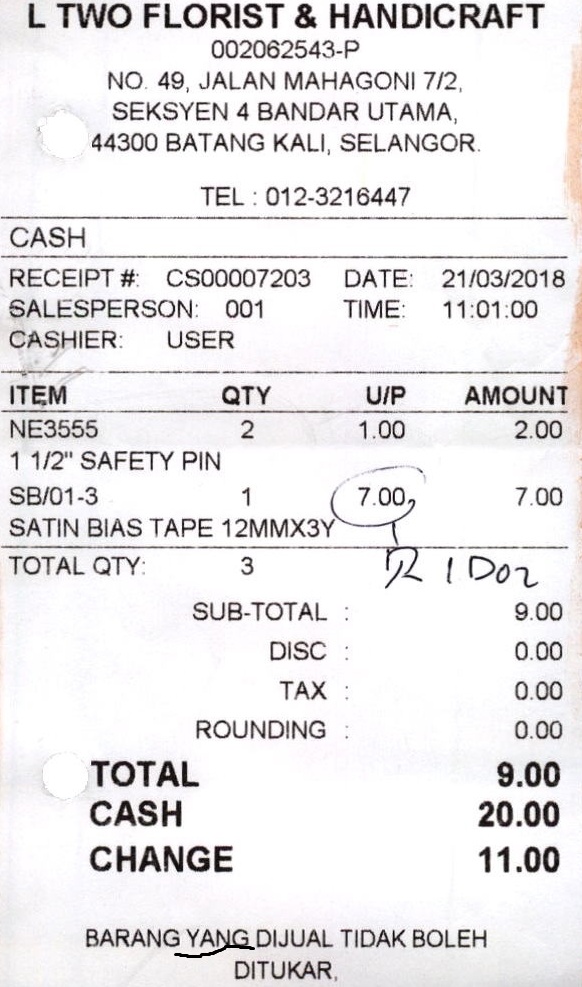 L TWO FLORIST & HANDICRAFT
002062543-P
NO. 49, JALAN MAHAGONI 7/2,
SEKSYEN 4 BANDAR UTAMA,
44300 BATANG KALI, SELANGOR.
TEL : 012-3216447
CASH
RECEIPT #: CS00007203 DATE: 21/03/2018
SALESPERSON: 001 TIME: 11:01:00
CASHIER: USER
ITEM QTY U/P AMOUNT
NE3555 2 1.00 2.00
1 1/2" SAFETY PIN
SB/01-3 1 7.00 7.00
SATIN BIAS TAPE 12MMX3Y
TOTAL QTY: 3 1 Doz
SUB-TOTAL : 9.00
DISC : 0.00
TAX : 0.00
ROUNDING : 0.00
TOTAL 9.00
CASH 20.00
CHANGE 11.00
BARANG YANG DIJUAL TIDAK BOLEH
DITUKAR,